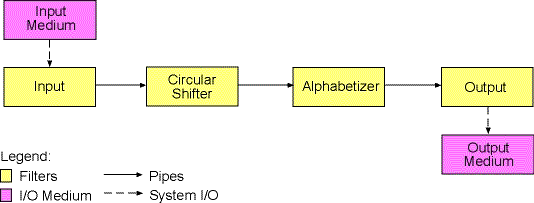 Input
Medium
Input
Circular
Shifter
Alphabetizer
Output
Output
Medium
Legend:
Filters
Pipes
I/O Medium
System I/O